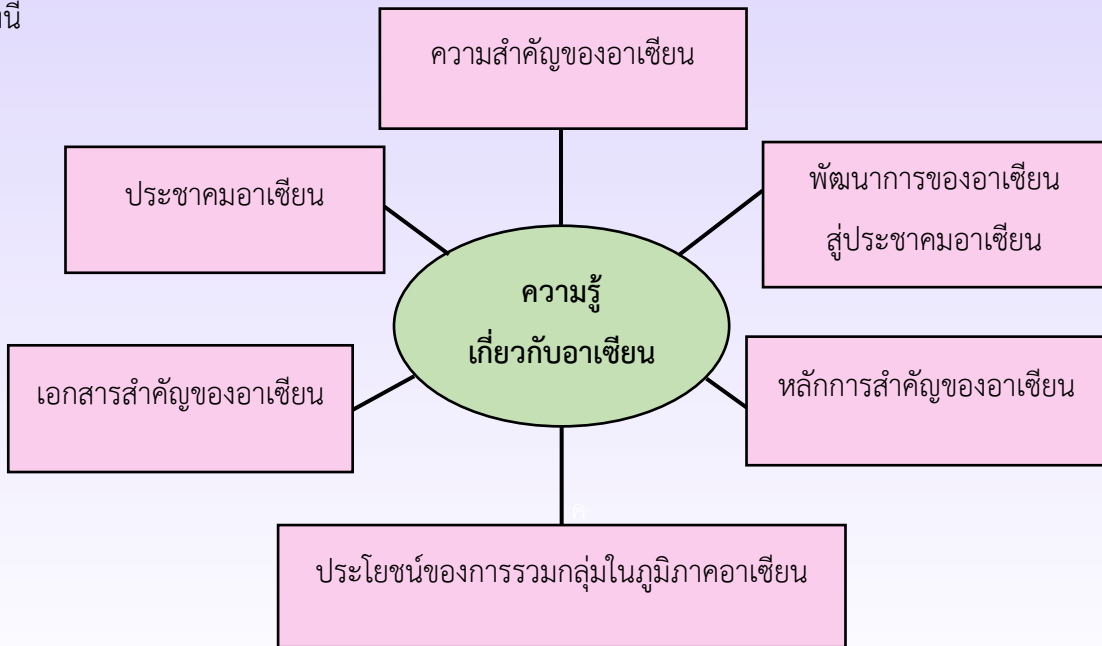 ความสำคัญของอาเซียน
ประชาคมอาเซียน
พัฒนาการของอาเซียน
สู่ประชาคมอาเซียน
ความรู้
เกี่ยวกับอาเซียน
เอกสารสำคัญของอาเซียน
หลักการสำคัญของอาเซียน
ประโยชน์ของการรวมกลุ่มในภูมิภาคอาเซียน